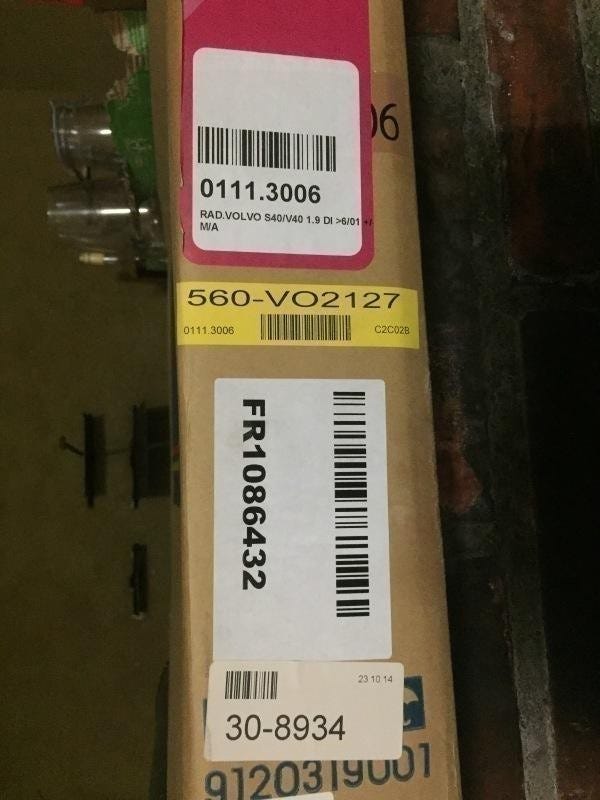 06
0111.3006
RAD.VOLVO S40/V40 1.9 DI >6/01 +/-
M/A
560-VO2127
0111.3006 C2C02B
FR1086432
23 10 14
30-8934
9120319001